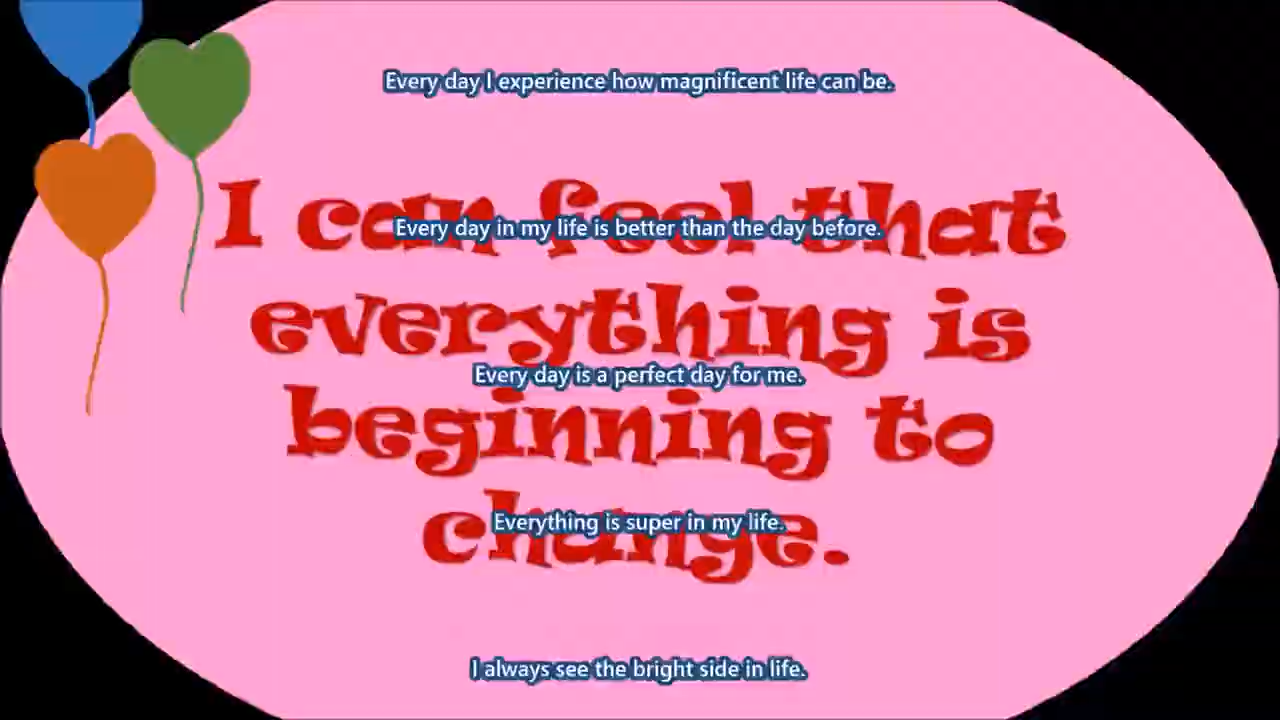 Every day I experience how magnificent life can be.
I can feel that
Every day in my life is better than the day before.
everything is
Every day is a perfect day for me.
beginning to
Everything is super in my life.
change.
I always see the bright side in life.